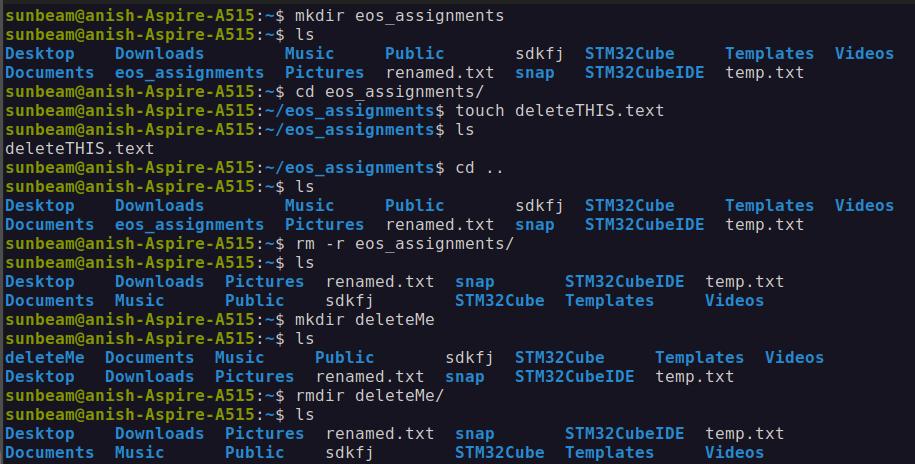 sunbeam@anish-Aspire-A515:~$ mkdir eos_assignments
sunbeam@anish-Aspire-A515:~$ ls
Desktop    Downloads        Music     Public       sdkfj  STM32Cube     Templates  Videos
Documents  eos_assignments  Pictures  renamed.txt  snap   STM32CubeIDE  temp.txt
sunbeam@anish-Aspire-A515:~$ cd eos_assignments/
sunbeam@anish-Aspire-A515:~/eos_assignments$ touch deleteTHIS.text
sunbeam@anish-Aspire-A515:~/eos_assignments$ ls
deleteTHIS.text
sunbeam@anish-Aspire-A515:~/eos_assignments$ cd ..
sunbeam@anish-Aspire-A515:~$ ls
Desktop    Downloads        Music     Public       sdkfj  STM32Cube     Templates  Videos
Documents  eos_assignments  Pictures  renamed.txt  snap   STM32CubeIDE  temp.txt
sunbeam@anish-Aspire-A515:~$ rm -r eos_assignments/
sunbeam@anish-Aspire-A515:~$ ls
Desktop    Downloads  Pictures  renamed.txt  snap       STM32CubeIDE  temp.txt
Documents  Music      Public    sdkfj        STM32Cube  Templates     Videos
sunbeam@anish-Aspire-A515:~$ mkdir deleteMe
sunbeam@anish-Aspire-A515:~$ ls
deleteMe  Documents  Music     Public       sdkfj  STM32Cube     Templates  Videos
Desktop   Downloads  Pictures  renamed.txt  snap   STM32CubeIDE  temp.txt
sunbeam@anish-Aspire-A515:~$ rmdir deleteMe/
sunbeam@anish-Aspire-A515:~$ ls
Desktop    Downloads  Pictures  renamed.txt  snap       STM32CubeIDE  temp.txt
Documents  Music      Public    sdkfj        STM32Cube  Templates     Videos